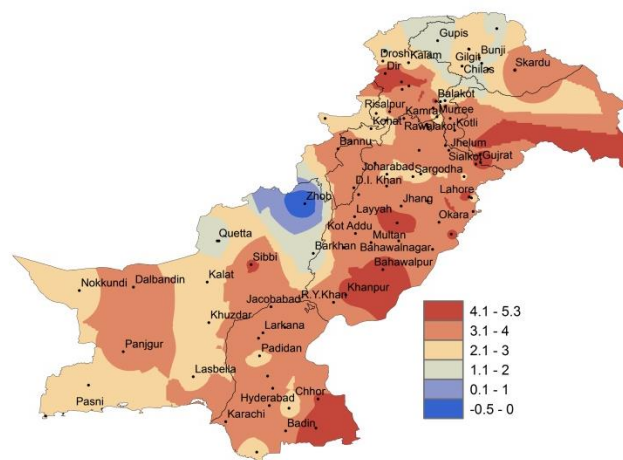 Gupis
Drosh Kalam Gilgit Bunji
Dir Chilas Skardu
Balakot
Risalpur Kamra Murree
Kohat Rawalakot Kotli
Bannu Jhelum
Sialkot Gujrat
Joharabad Sargodha
D.I. Khan
Zhob Jhang Lahore
Layyah Okara
Quetta Kot Addu
Barkhan Multan
Sibbi Bahawalnagar
Kalat Bahawalpur
Nokkundi Dalbandin
R.Y.Khan Khanpur
Jacobabad
Khuzdar
Larkana
Panjgur Padidan
Lasbella
Pasni Hyderabad Chhor
Karachi Badin
4.1 - 5.3
3.1 - 4
2.1 - 3
1.1 - 2
0.1 - 1
-0.5 - 0